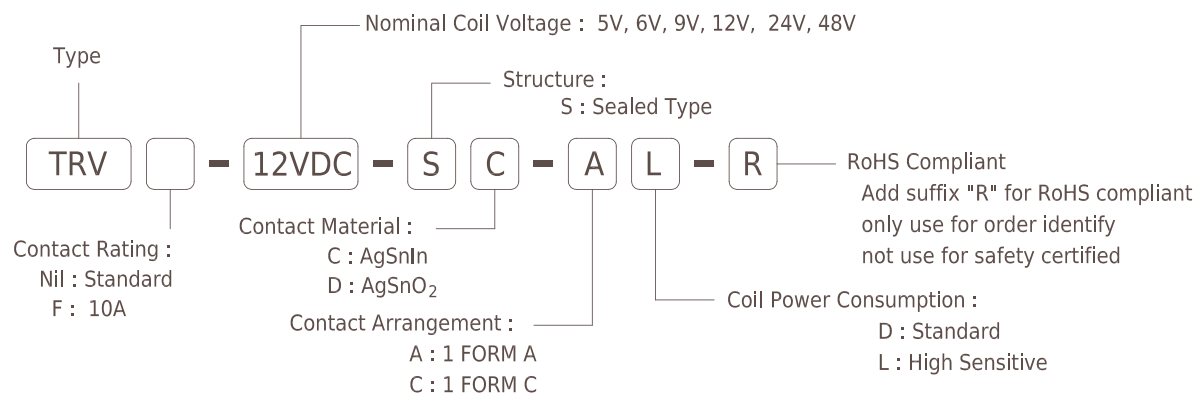 Nominal Coil Voltage : 5V, 6V, 9V, 12V, 24V, 48V
Type
Structure :
S : Sealed Type
TRV - 12VDC - S C - A L - R
RoHS Compliant
Add suffix "R" for RoHS compliant
only use for order identify
not use for safety certified
Contact Rating :
Nil : Standard
F : 10A
Contact Material :
C : AgSnIn
D : AgSnO₂
Contact Arrangement :
A : 1 FORM A
C : 1 FORM C
Coil Power Consumption :
D : Standard
L : High Sensitive